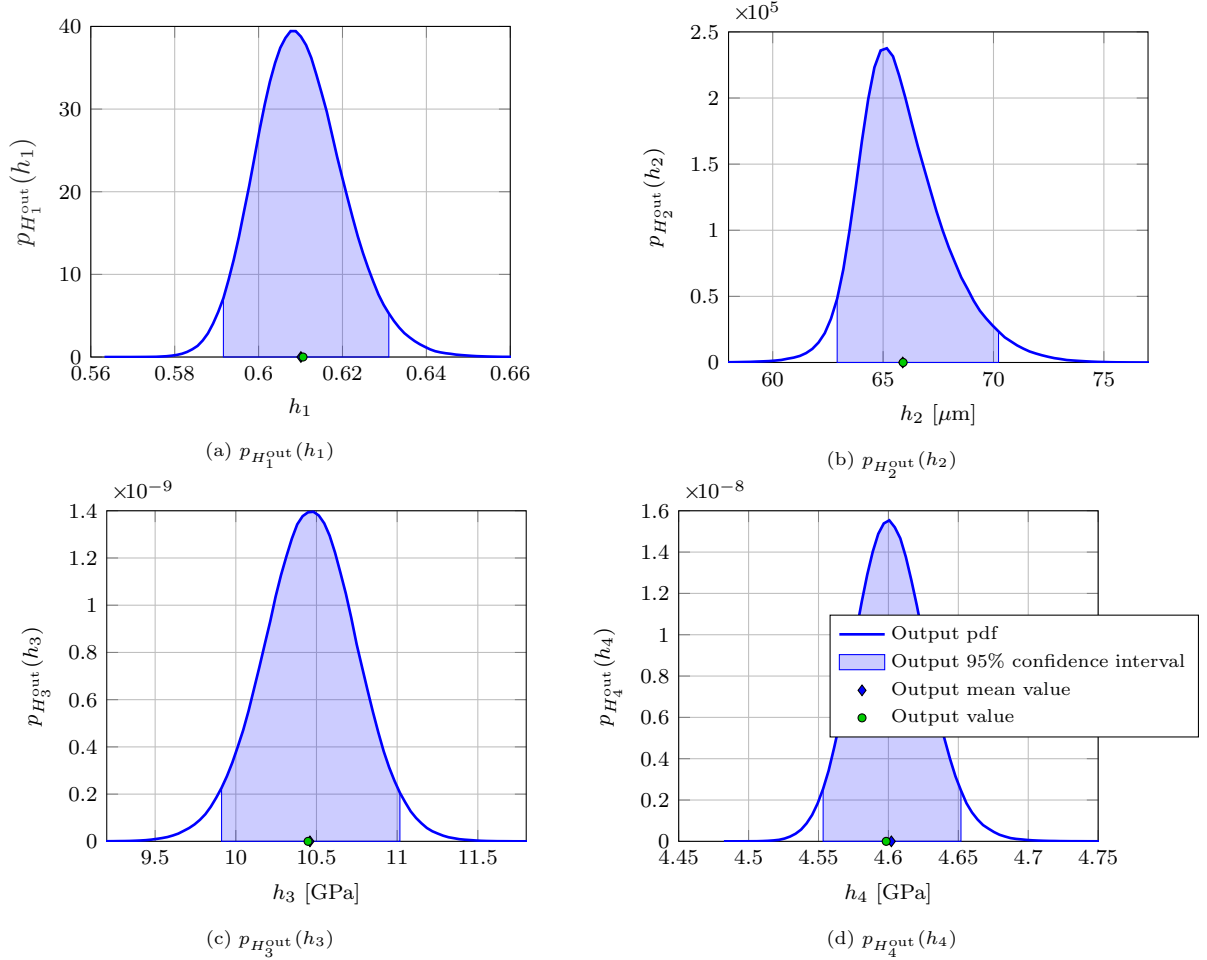 40
30
20
10
0
0.56 0.58 0.6 0.62 0.64 0.66
p_{H_1^{out}}(h_1)
h_1
(a) p_{H_1^{out}}(h_1)
×10^5
2.5
2
1.5
1
0.5
0
60 65 70 75
p_{H_2^{out}}(h_2)
h_2 [μm]
(b) p_{H_2^{out}}(h_2)
×10^{−9}
1.4
1.2
1
0.8
0.6
0.4
0.2
0
9.5 10 10.5 11 11.5
p_{H_3^{out}}(h_3)
h_3 [GPa]
(c) p_{H_3^{out}}(h_3)
×10^{−8}
1.6
1.4
1.2
1
0.8
0.6
0.4
0.2
0
4.45 4.5 4.55 4.6 4.65 4.7 4.75
p_{H_4^{out}}(h_4)
Output pdf
Output 95% confidence interval
Output mean value
Output value
h_4 [GPa]
(d) p_{H_4^{out}}(h_4)